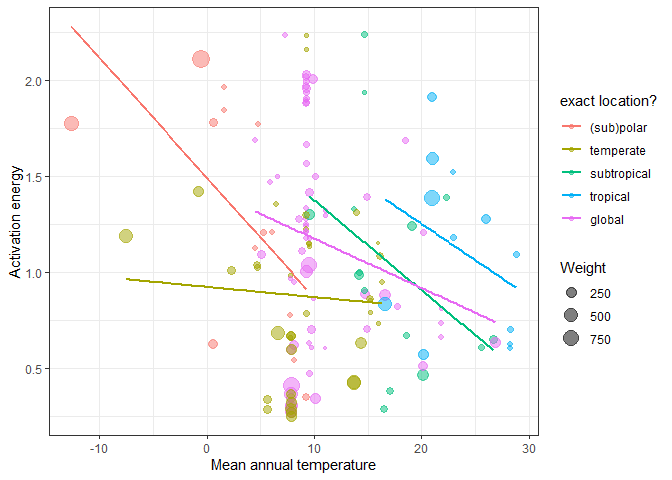 2.0
1.5
1.0
0.5
Activation energy
-10 0 10 20 30
Mean annual temperature
exact location?
(sub)polar
temperate
subtropical
tropical
global
Weight
250
500
750